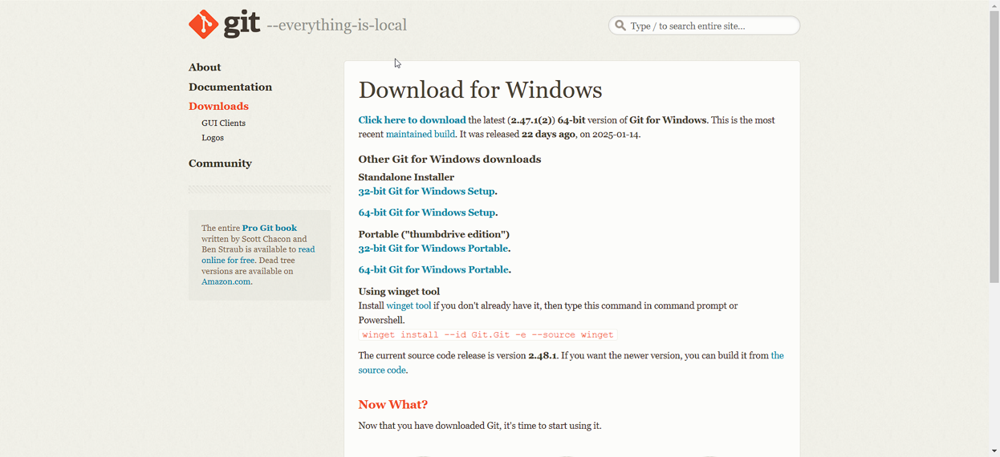 git --everything-is-local
Type / to search entire site...
About
Documentation
Downloads
GUI Clients
Logos
Community
The entire Pro Git book
written by Scott Chacon and
Ben Straub is available to read
online for free. Dead tree
versions are available on
Amazon.com.
Download for Windows
Click here to download the latest (2.47.1(2)) 64-bit version of Git for Windows. This is the most
recent maintained build. It was released 22 days ago, on 2025-01-14.
Other Git for Windows downloads
Standalone Installer
32-bit Git for Windows Setup.
64-bit Git for Windows Setup.
Portable ("thumbdrive edition")
32-bit Git for Windows Portable.
64-bit Git for Windows Portable.
Using winget tool
Install winget tool if you don't already have it, then type this command in command prompt or
Powershell.
winget install --id Git.Git -e --source winget
The current source code release is version 2.48.1. If you want the newer version, you can build it from the
source code.
Now What?
Now that you have downloaded Git, it's time to start using it.